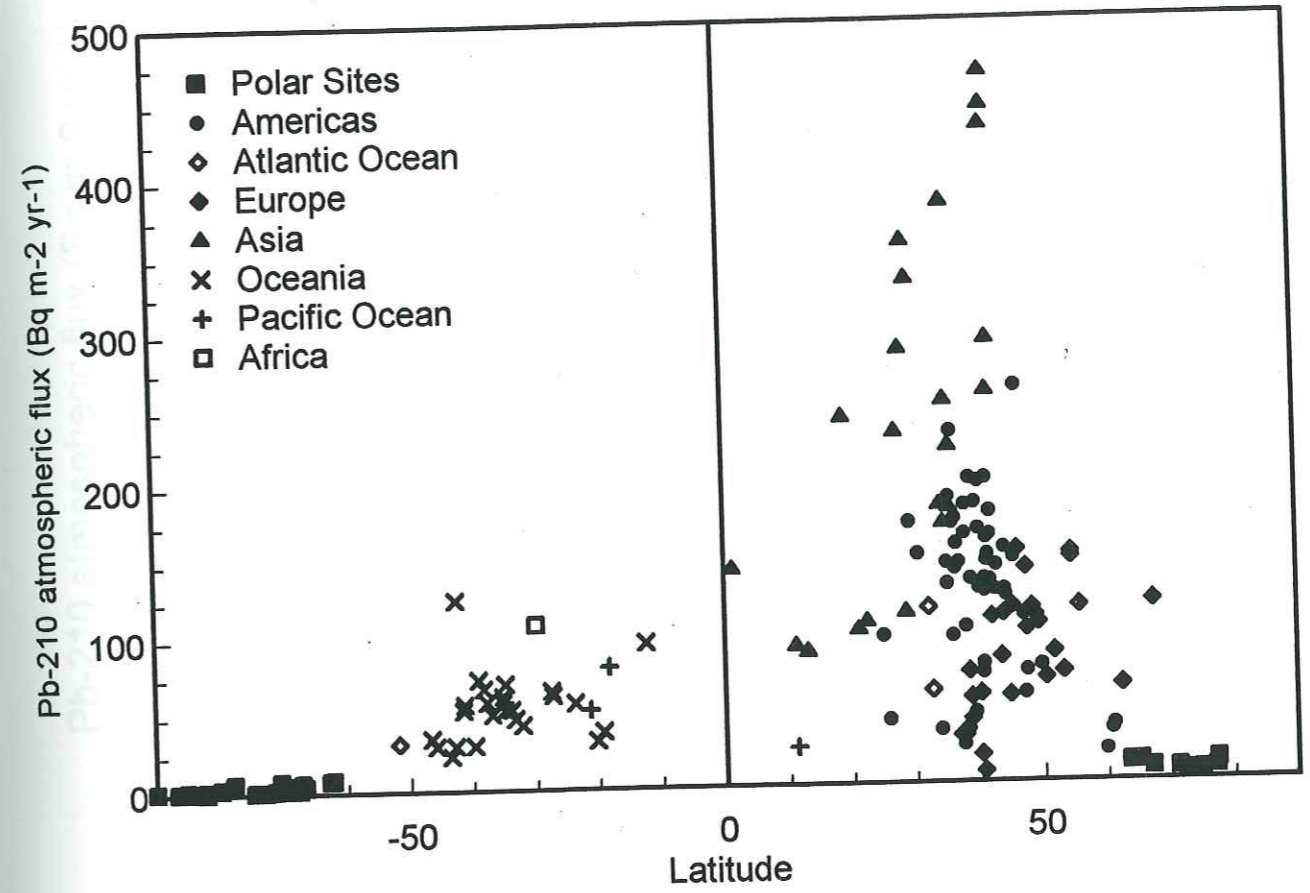 500
400
300
200
100
0
Pb-210 atmospheric flux (Bq m-2 yr-1)
Polar Sites
Americas
Atlantic Ocean
Europe
Asia
Oceania
Pacific Ocean
Africa
-50
0
50
Latitude